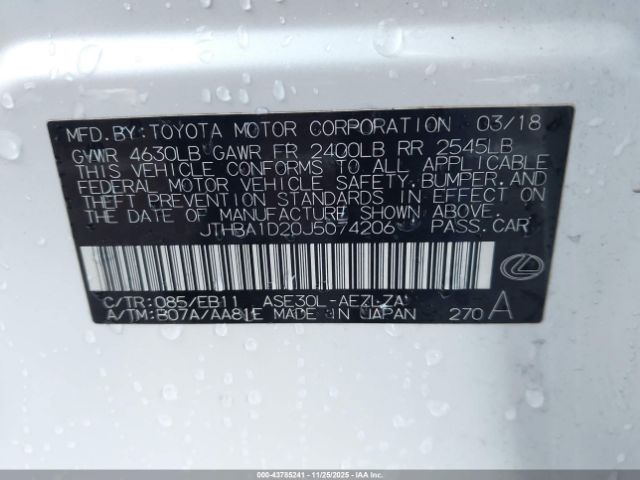 MFD.BY:TOYOTA MOTOR CORPORATION 03/18
GVWR 4630LB GAWR FR 2400LB RR 2545LB
THIS VEHICLE CONFORMS TO ALL APPLICABLE
FEDERAL MOTOR VEHICLE SAFETY,BUMPER,AND
THEFT PREVENTION STANDARDS IN EFFECT ON
THE DATE OF MANUFACTURE SHOWN ABOVE.
JTHBA1D20J5074206 PASS.CAR
C/TR:085/EB11 ASE30L-AEZLZA
A/TM:B07A/AA81E MADE IN JAPAN 270 A
000-43785241 - 11/25/2025 - IAAI.COM